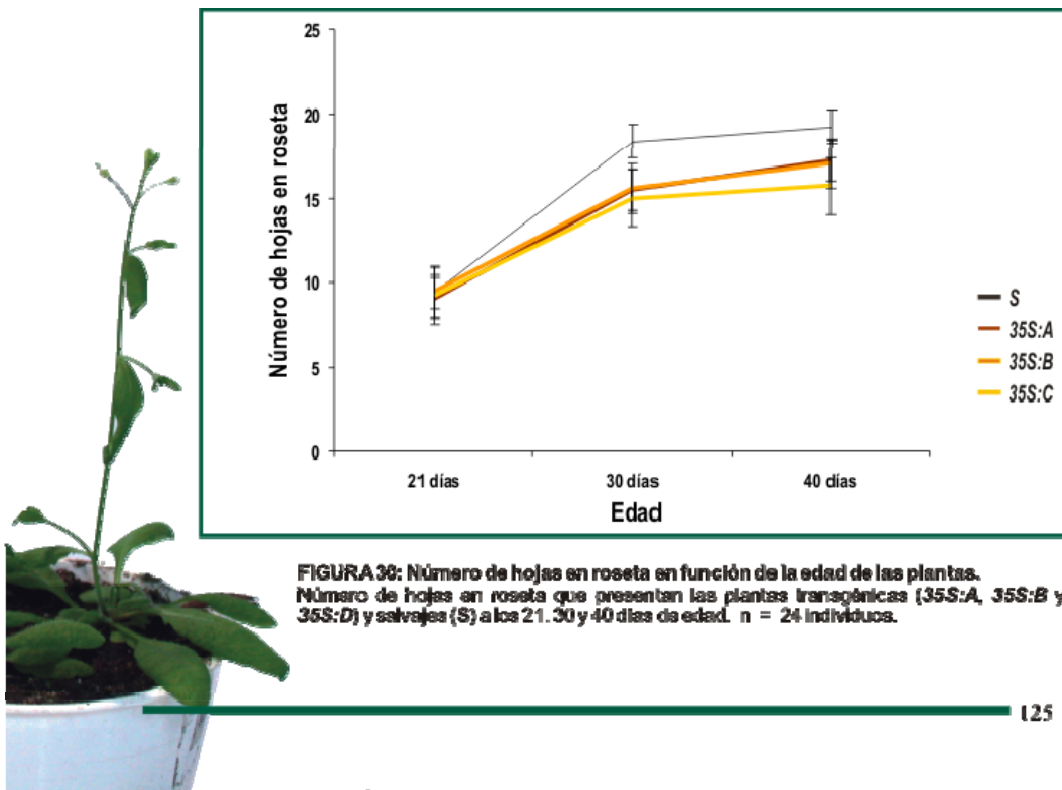 25
20
15
10
5
0
Número de hojas en roseta
21 días
30 días
40 días
Edad
S
35S:A
35S:B
35S:C
FIGURA 30: Número de hojas en roseta en función de la edad de las plantas.
Número de hojas en roseta que presentan las plantas transgénicas (35S:A, 35S:B y
35S:D) y salvajes (S) a los 21. 30 y 40 días de edad. n = 24 individuos.
125